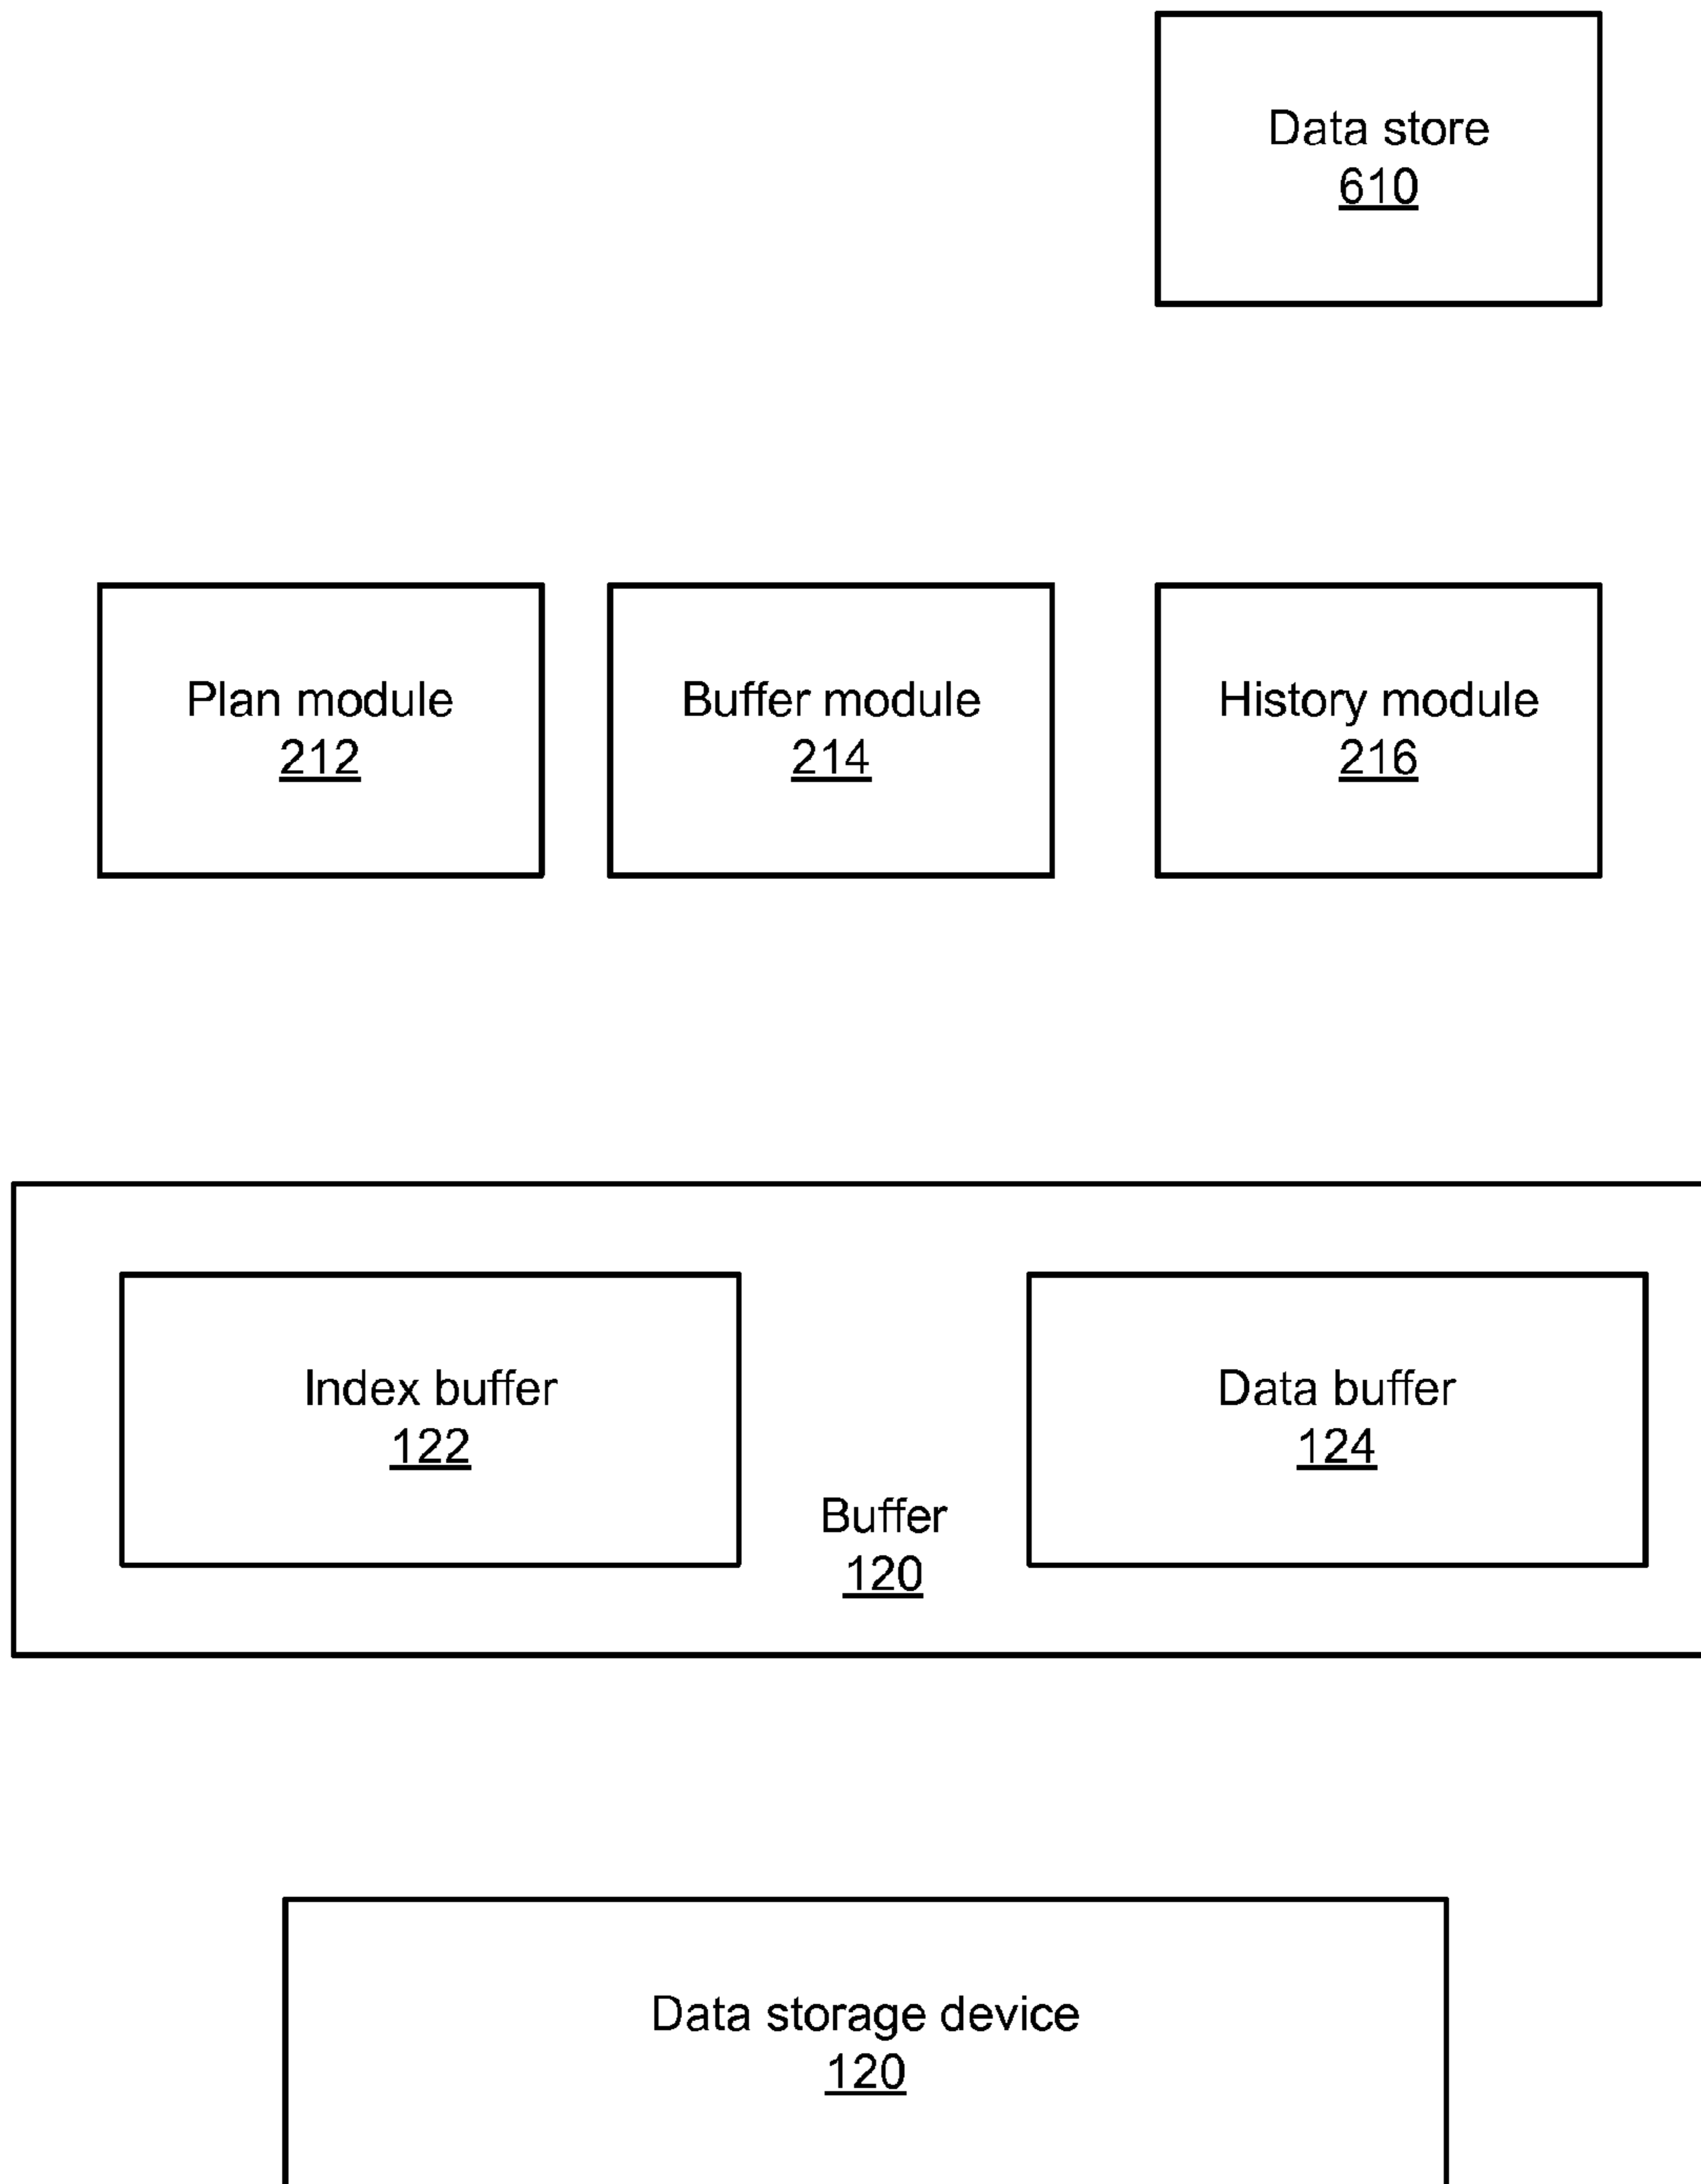 Data store
610
Plan module
212
Buffer module
214
History module
216
Index buffer
122
Data buffer
124
Buffer
120
Data storage device
120